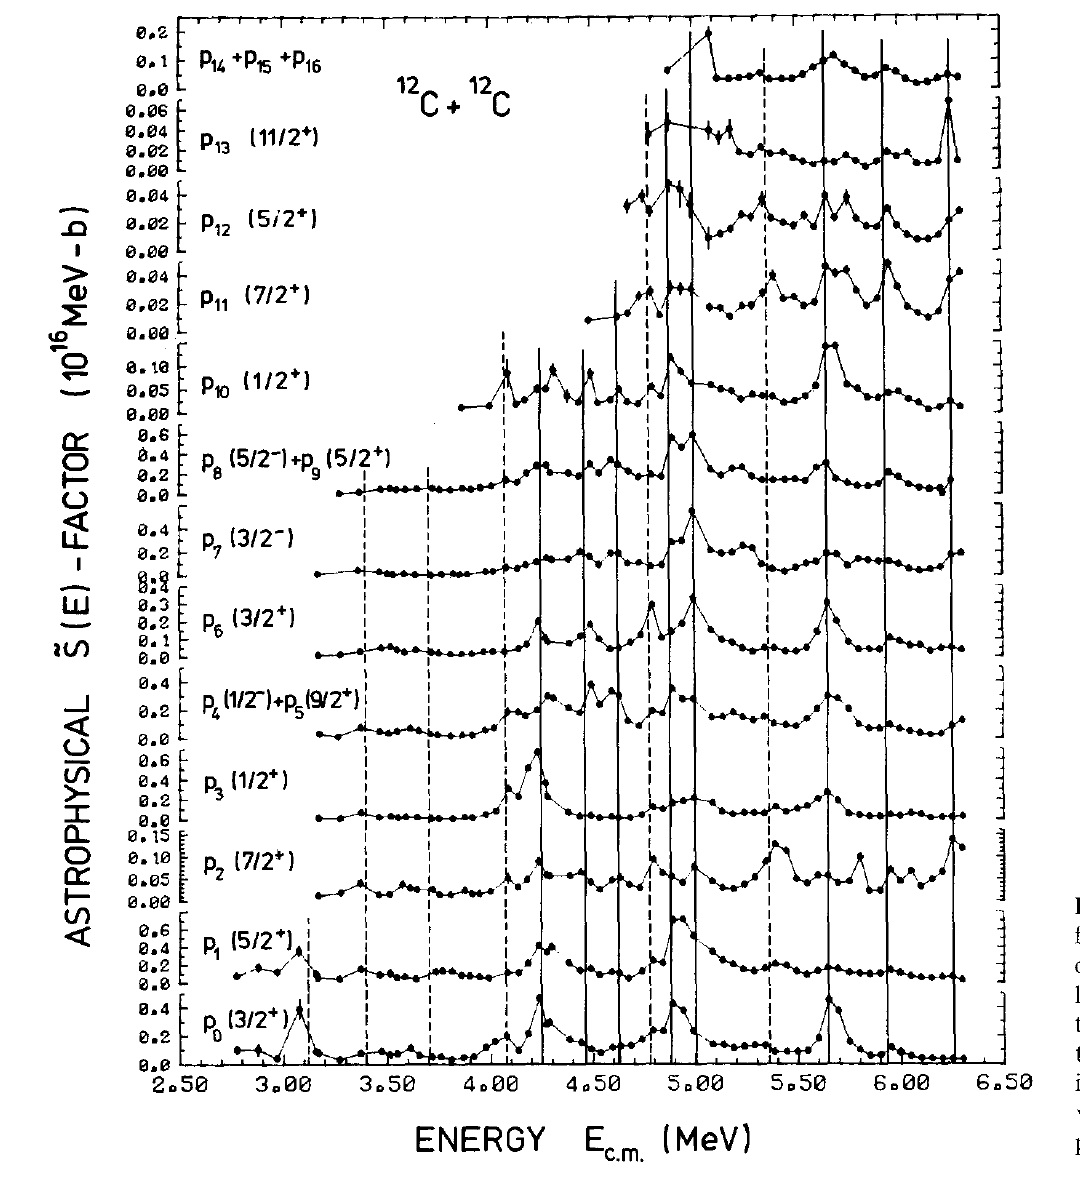 0.2
0.1
0.0
p14 + p15 + p16
12C + 12C
0.06
0.04
0.02
0.00
p13 (11/2+)
0.04
0.02
0.00
p12 (5/2+)
0.04
0.02
0.00
p11 (7/2+)
0.10
0.05
0.00
p10 (1/2+)
0.6
0.4
0.2
0.0
p8 (5/2-)+p9 (5/2+)
0.4
0.2
0.0
p7 (3/2-)
0.4
0.3
0.2
0.1
0.0
p6 (3/2+)
0.4
0.2
0.0
p4 (1/2-)+p5(9/2+)
0.6
0.4
0.2
0.0
p3 (1/2+)
0.15
0.10
0.05
0.00
p2 (7/2+)
0.6
0.4
0.2
0.0
p1 (5/2+)
0.4
0.2
0.0
p0 (3/2+)
2.50 3.00 3.50 4.00 4.50 5.00 5.50 6.00 6.50
ENERGY Ec.m. (MeV)
ASTROPHYSICAL S̃(E) - FACTOR (10^16 MeV - b)